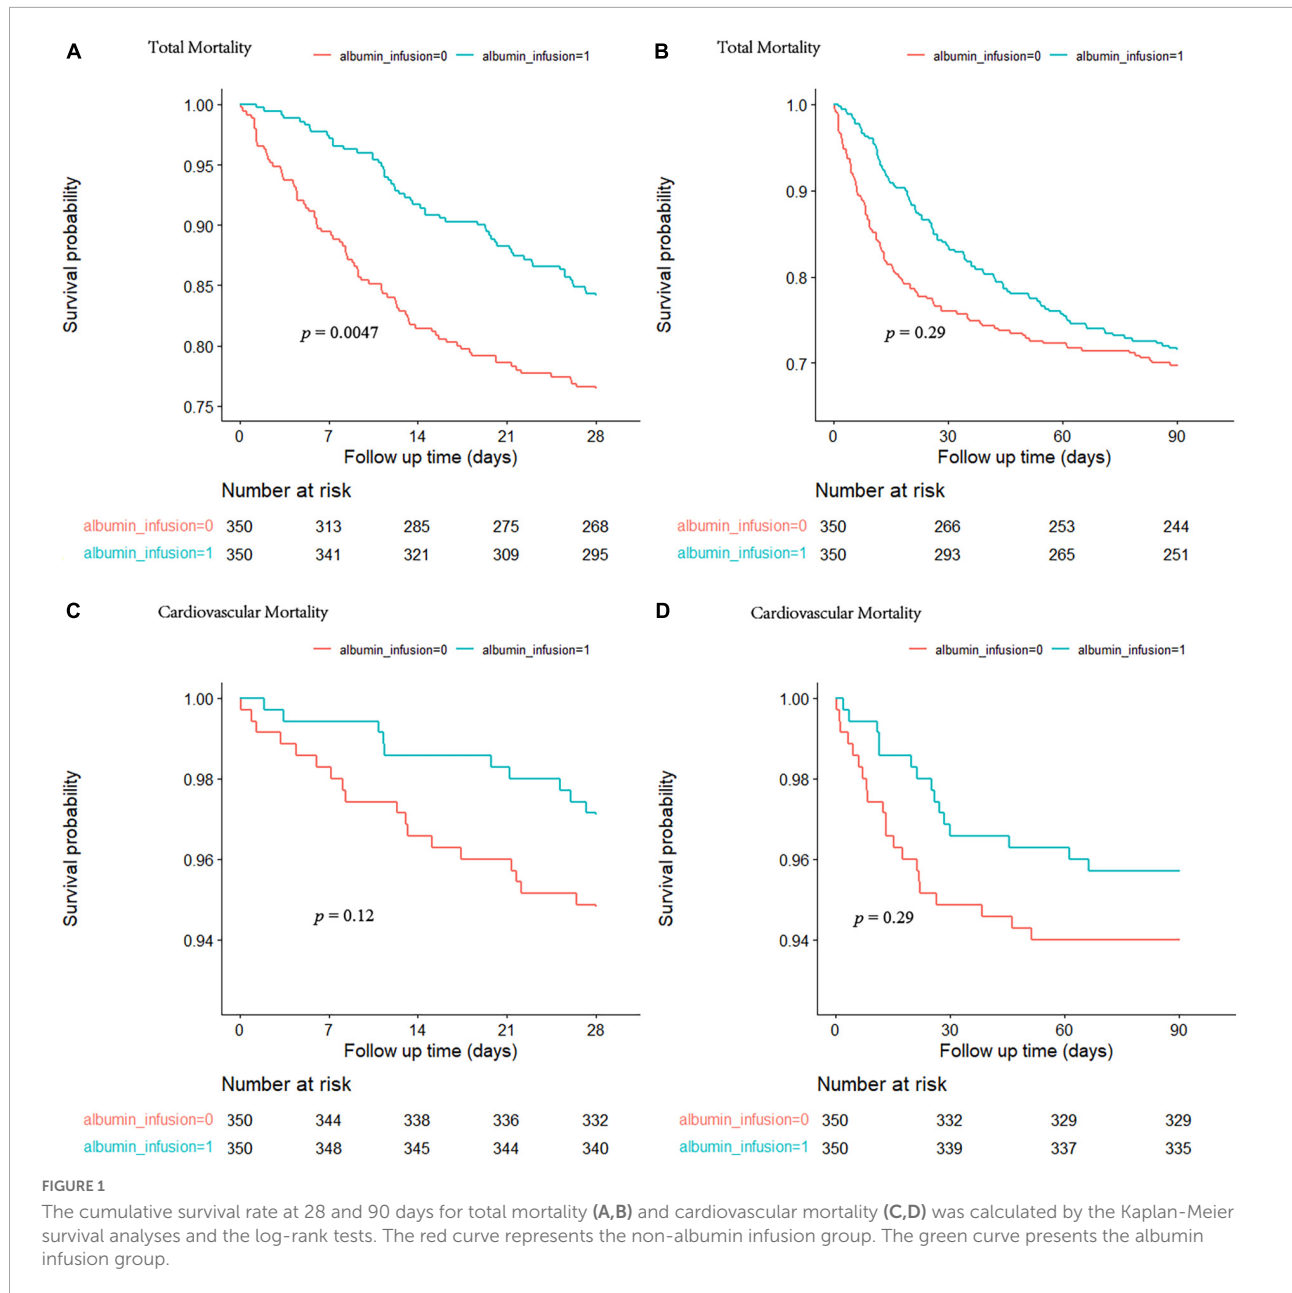 A
Total Mortality
albumin_infusion=0 albumin_infusion=1
Survival probability
1.00
0.95
0.90
0.85
0.80
0.75
p = 0.0047
0 7 14 21 28
Follow up time (days)
Number at risk
albumin_infusion=0 350 313 285 275 268
albumin_infusion=1 350 341 321 309 295
B
Total Mortality
albumin_infusion=0 albumin_infusion=1
Survival probability
1.0
0.9
0.8
0.7
p = 0.29
0 30 60 90
Follow up time (days)
Number at risk
albumin_infusion=0 350 266 253 244
albumin_infusion=1 350 293 265 251
C
Cardiovascular Mortality
albumin_infusion=0 albumin_infusion=1
Survival probability
1.00
0.98
0.96
0.94
p = 0.12
0 7 14 21 28
Follow up time (days)
Number at risk
albumin_infusion=0 350 344 338 336 332
albumin_infusion=1 350 348 345 344 340
D
Cardiovascular Mortality
albumin_infusion=0 albumin_infusion=1
Survival probability
1.00
0.98
0.96
0.94
p = 0.29
0 30 60 90
Follow up time (days)
Number at risk
albumin_infusion=0 350 332 329 329
albumin_infusion=1 350 339 337 335
FIGURE 1
The cumulative survival rate at 28 and 90 days for total mortality (A,B) and cardiovascular mortality (C,D) was calculated by the Kaplan-Meier
survival analyses and the log-rank tests. The red curve represents the non-albumin infusion group. The green curve presents the albumin
infusion group.